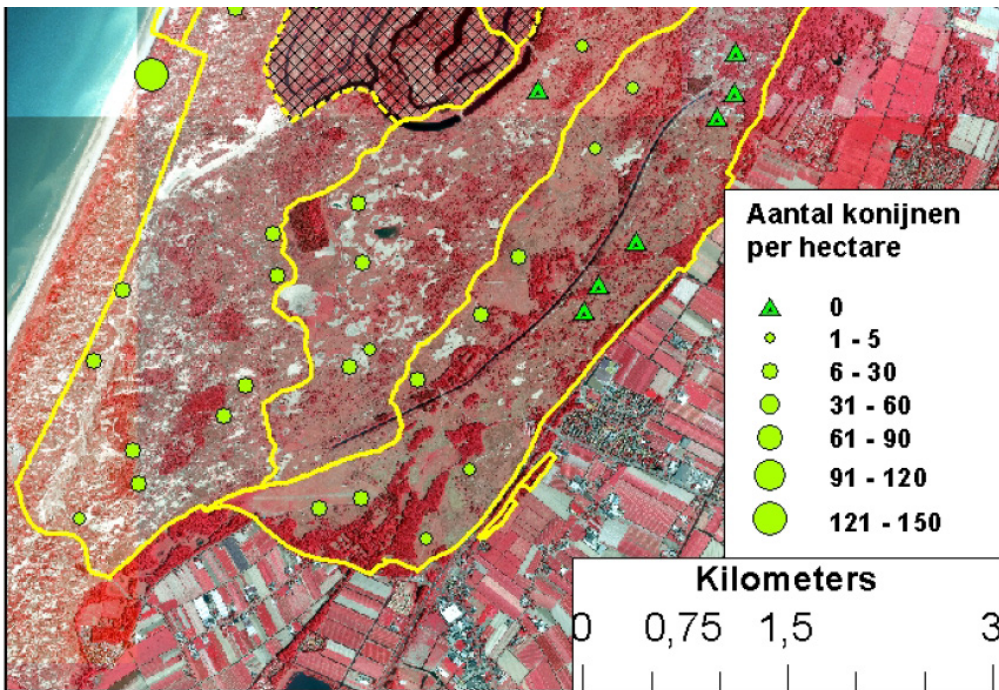 Aantal konijnen
per hectare
0
1 - 5
6 - 30
31 - 60
61 - 90
91 - 120
121 - 150
Kilometers
0 0,75 1,5 3